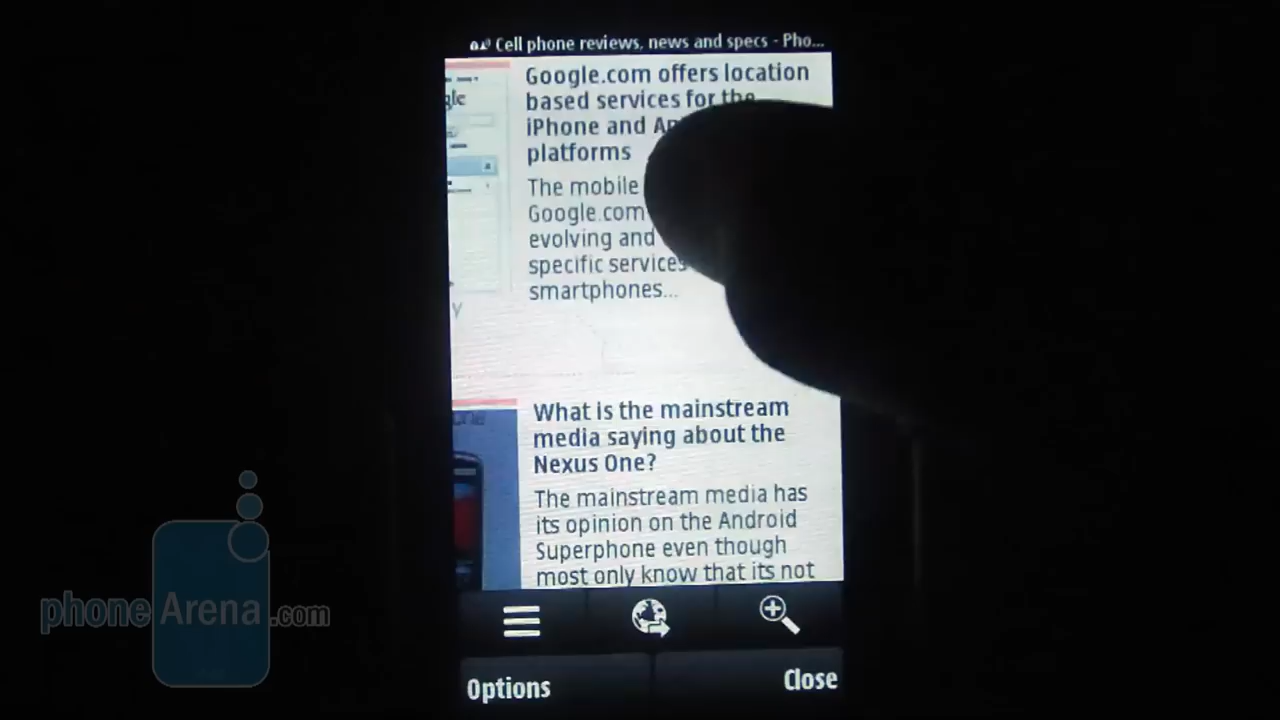 Cell phone reviews, news and specs - Pho...
gle
Google.com offers location
based services for the
iPhone and
platforms
The mobile
Google.com
evolving and
specific services
smartphones...
What is the mainstream
media saying about the
Nexus One?
The mainstream media has
its opinion on the Android
Superphone even though
most only know that its not
phoneArena.com
Options
Close